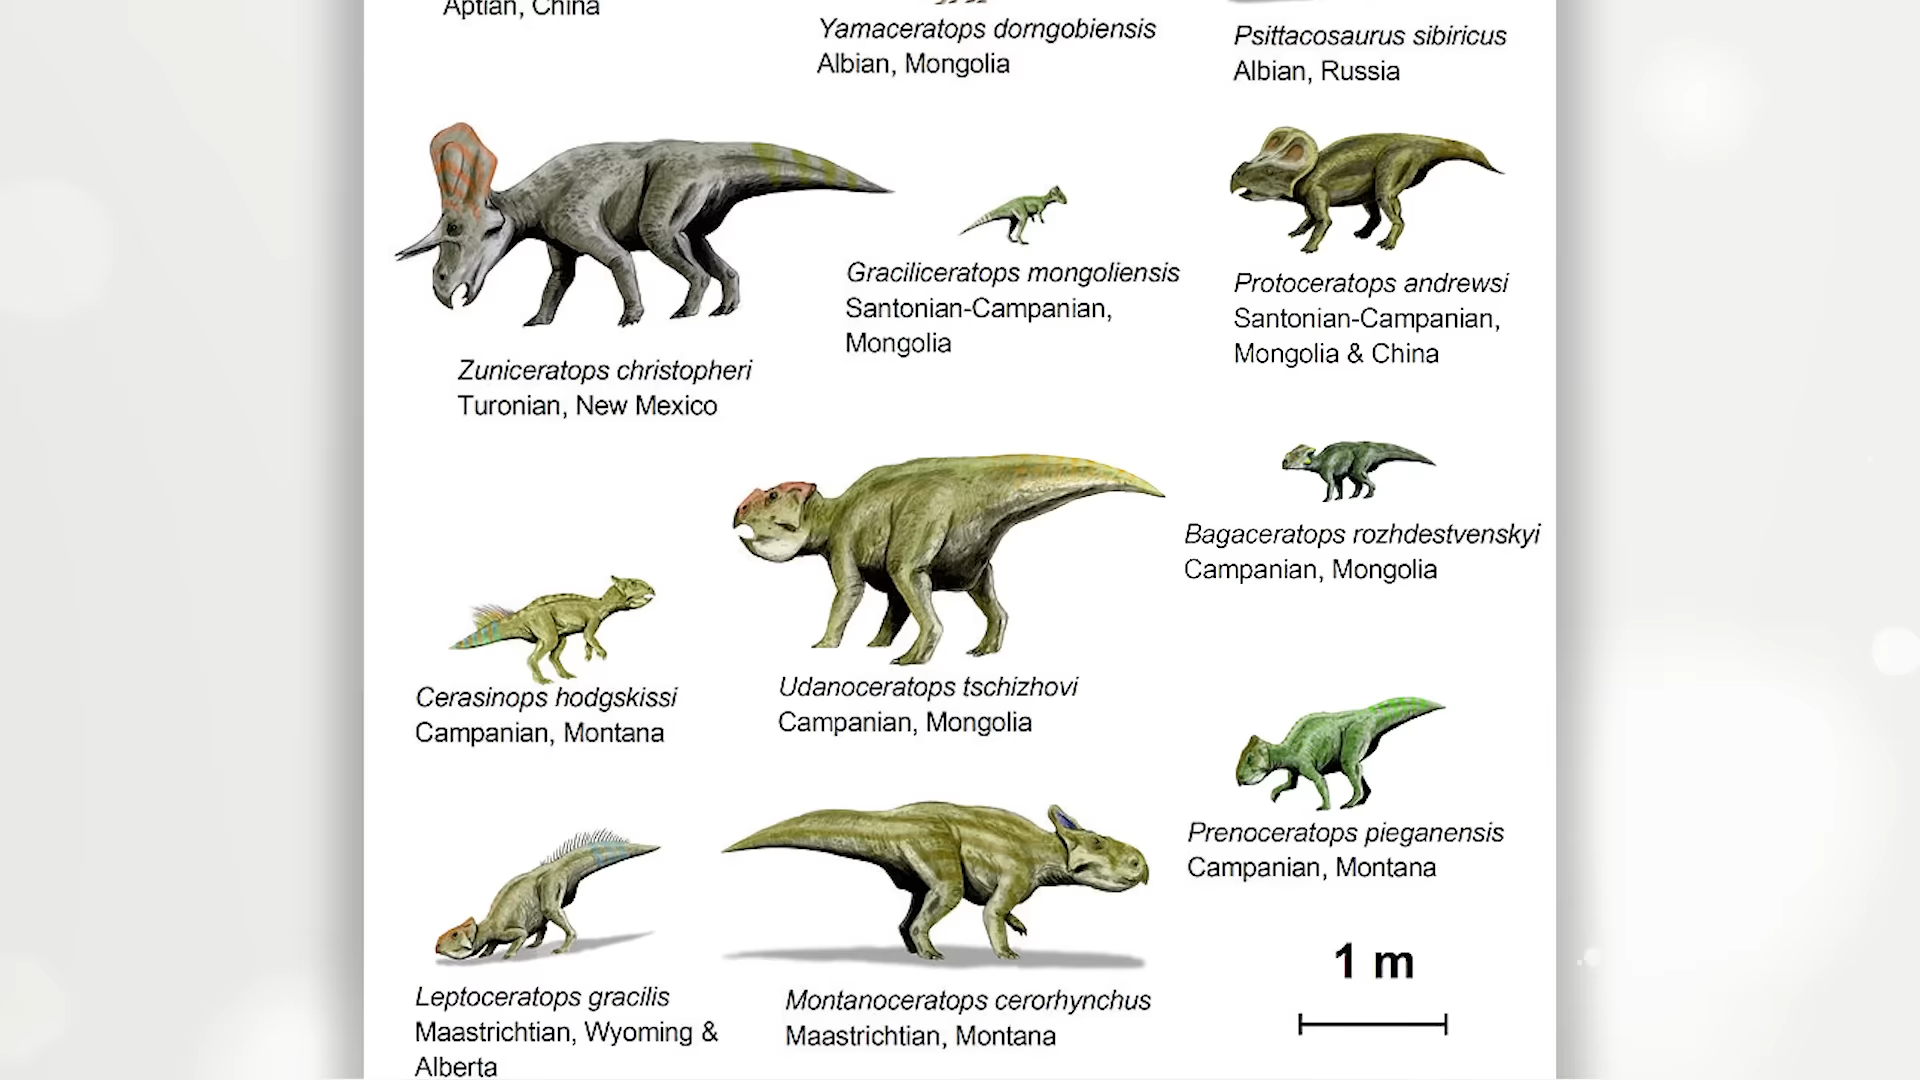 Aptian, China
Yamaceratops dorngobiensis
Albian, Mongolia
Psittacosaurus sibiricus
Albian, Russia
Zuniceratops christopheri
Turonian, New Mexico
Graciliceratops mongoliensis
Santonian-Campanian,
Mongolia
Protoceratops andrewsi
Santonian-Campanian,
Mongolia & China
Cerasinops hodgskissi
Campanian, Montana
Udanoceratops tschizhovi
Campanian, Mongolia
Bagaceratops rozhdestvenskyi
Campanian, Mongolia
Prenoceratops pieganensis
Campanian, Montana
Leptoceratops gracilis
Maastrichtian, Wyoming &
Alberta
Montanoceratops cerorhynchus
Maastrichtian, Montana
1 m